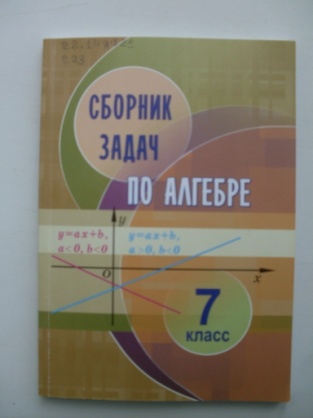 СБОРНИК
ЗАДАЧ
ПО АЛГЕБРЕ
y
y=ax+b, y=ax+b,
a<0, b<0 a>0, b<0
O
x
7
класс